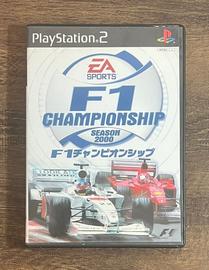 PlayStation 2
EA
SPORTS
F1
CHAMPIONSHIP
SEASON
2000
F1チャンピオンシップ
F1